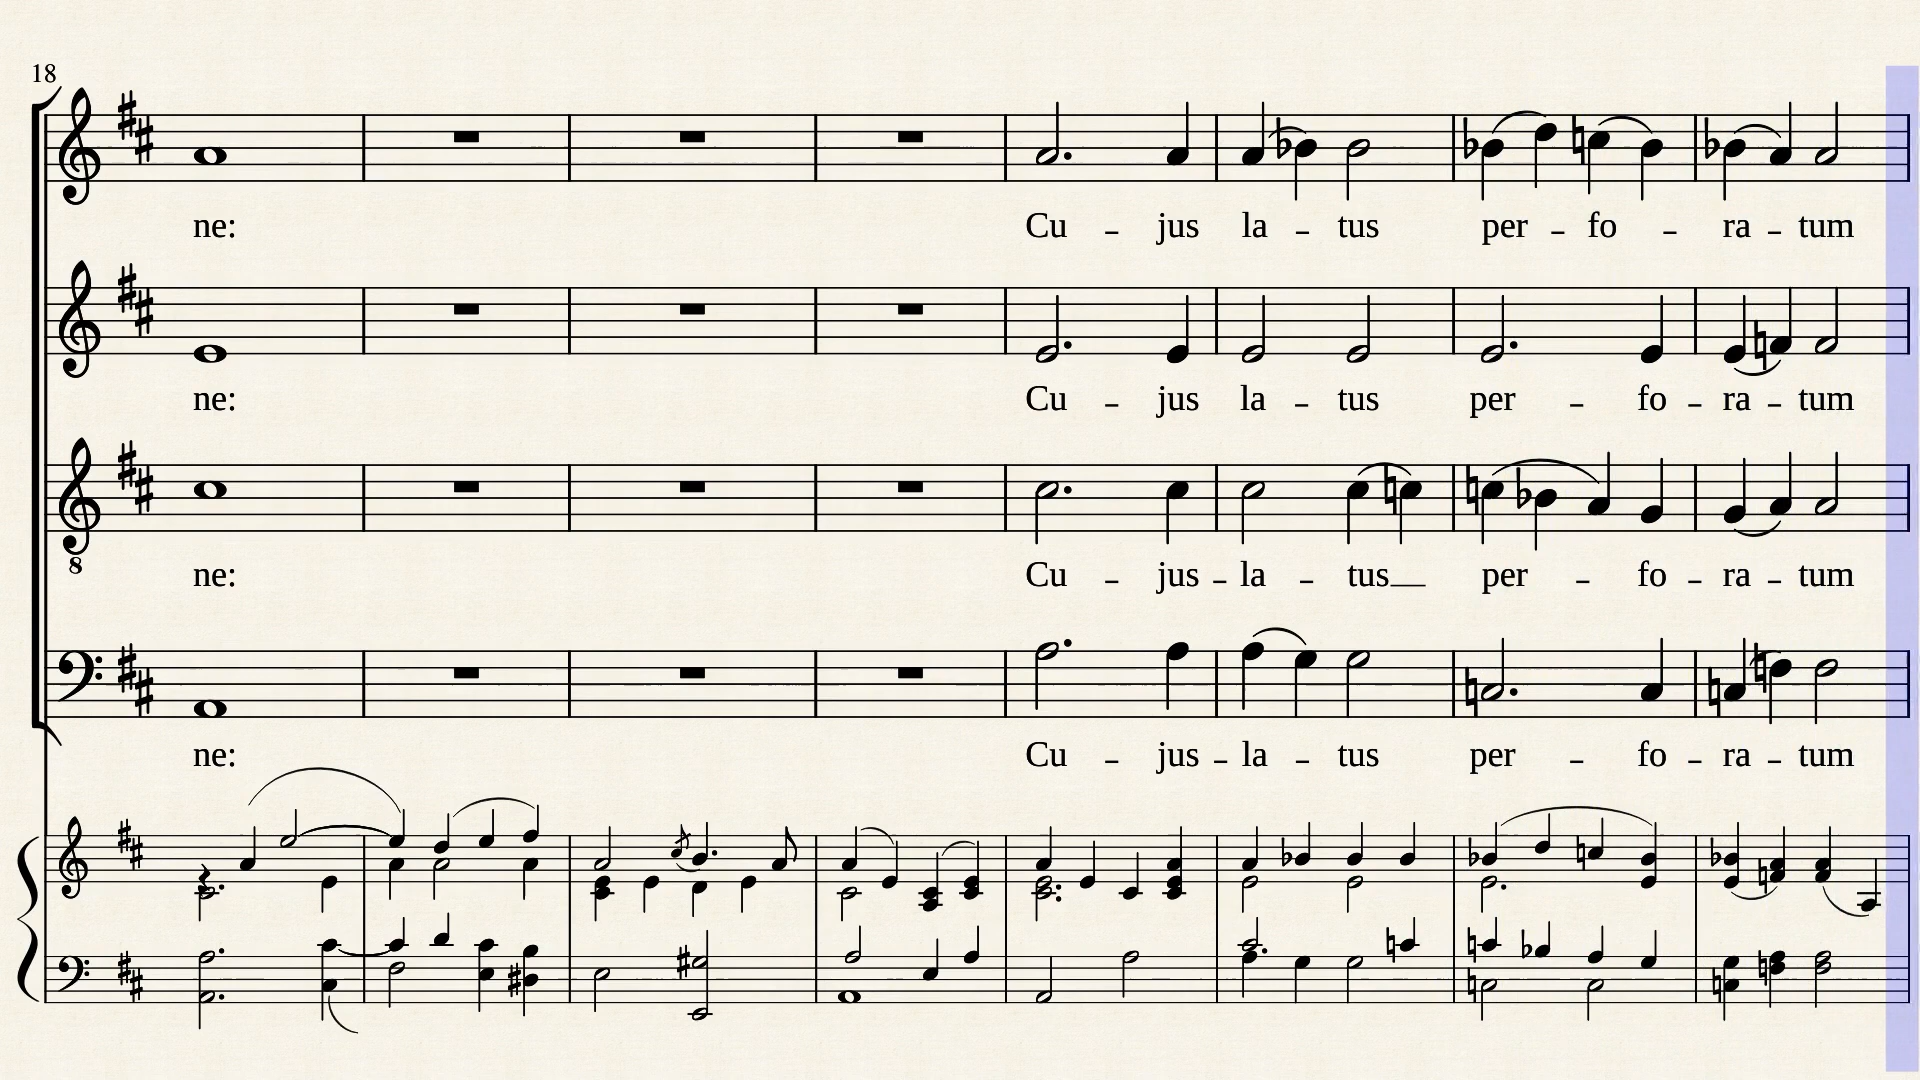 18
ne: Cu - jus la - tus per - fo - ra - tum
ne: Cu - jus la - tus per - fo - ra - tum
8
ne: Cu - jus - la - tus__ per - fo - ra - tum
ne: Cu - jus - la - tus per - fo - ra - tum